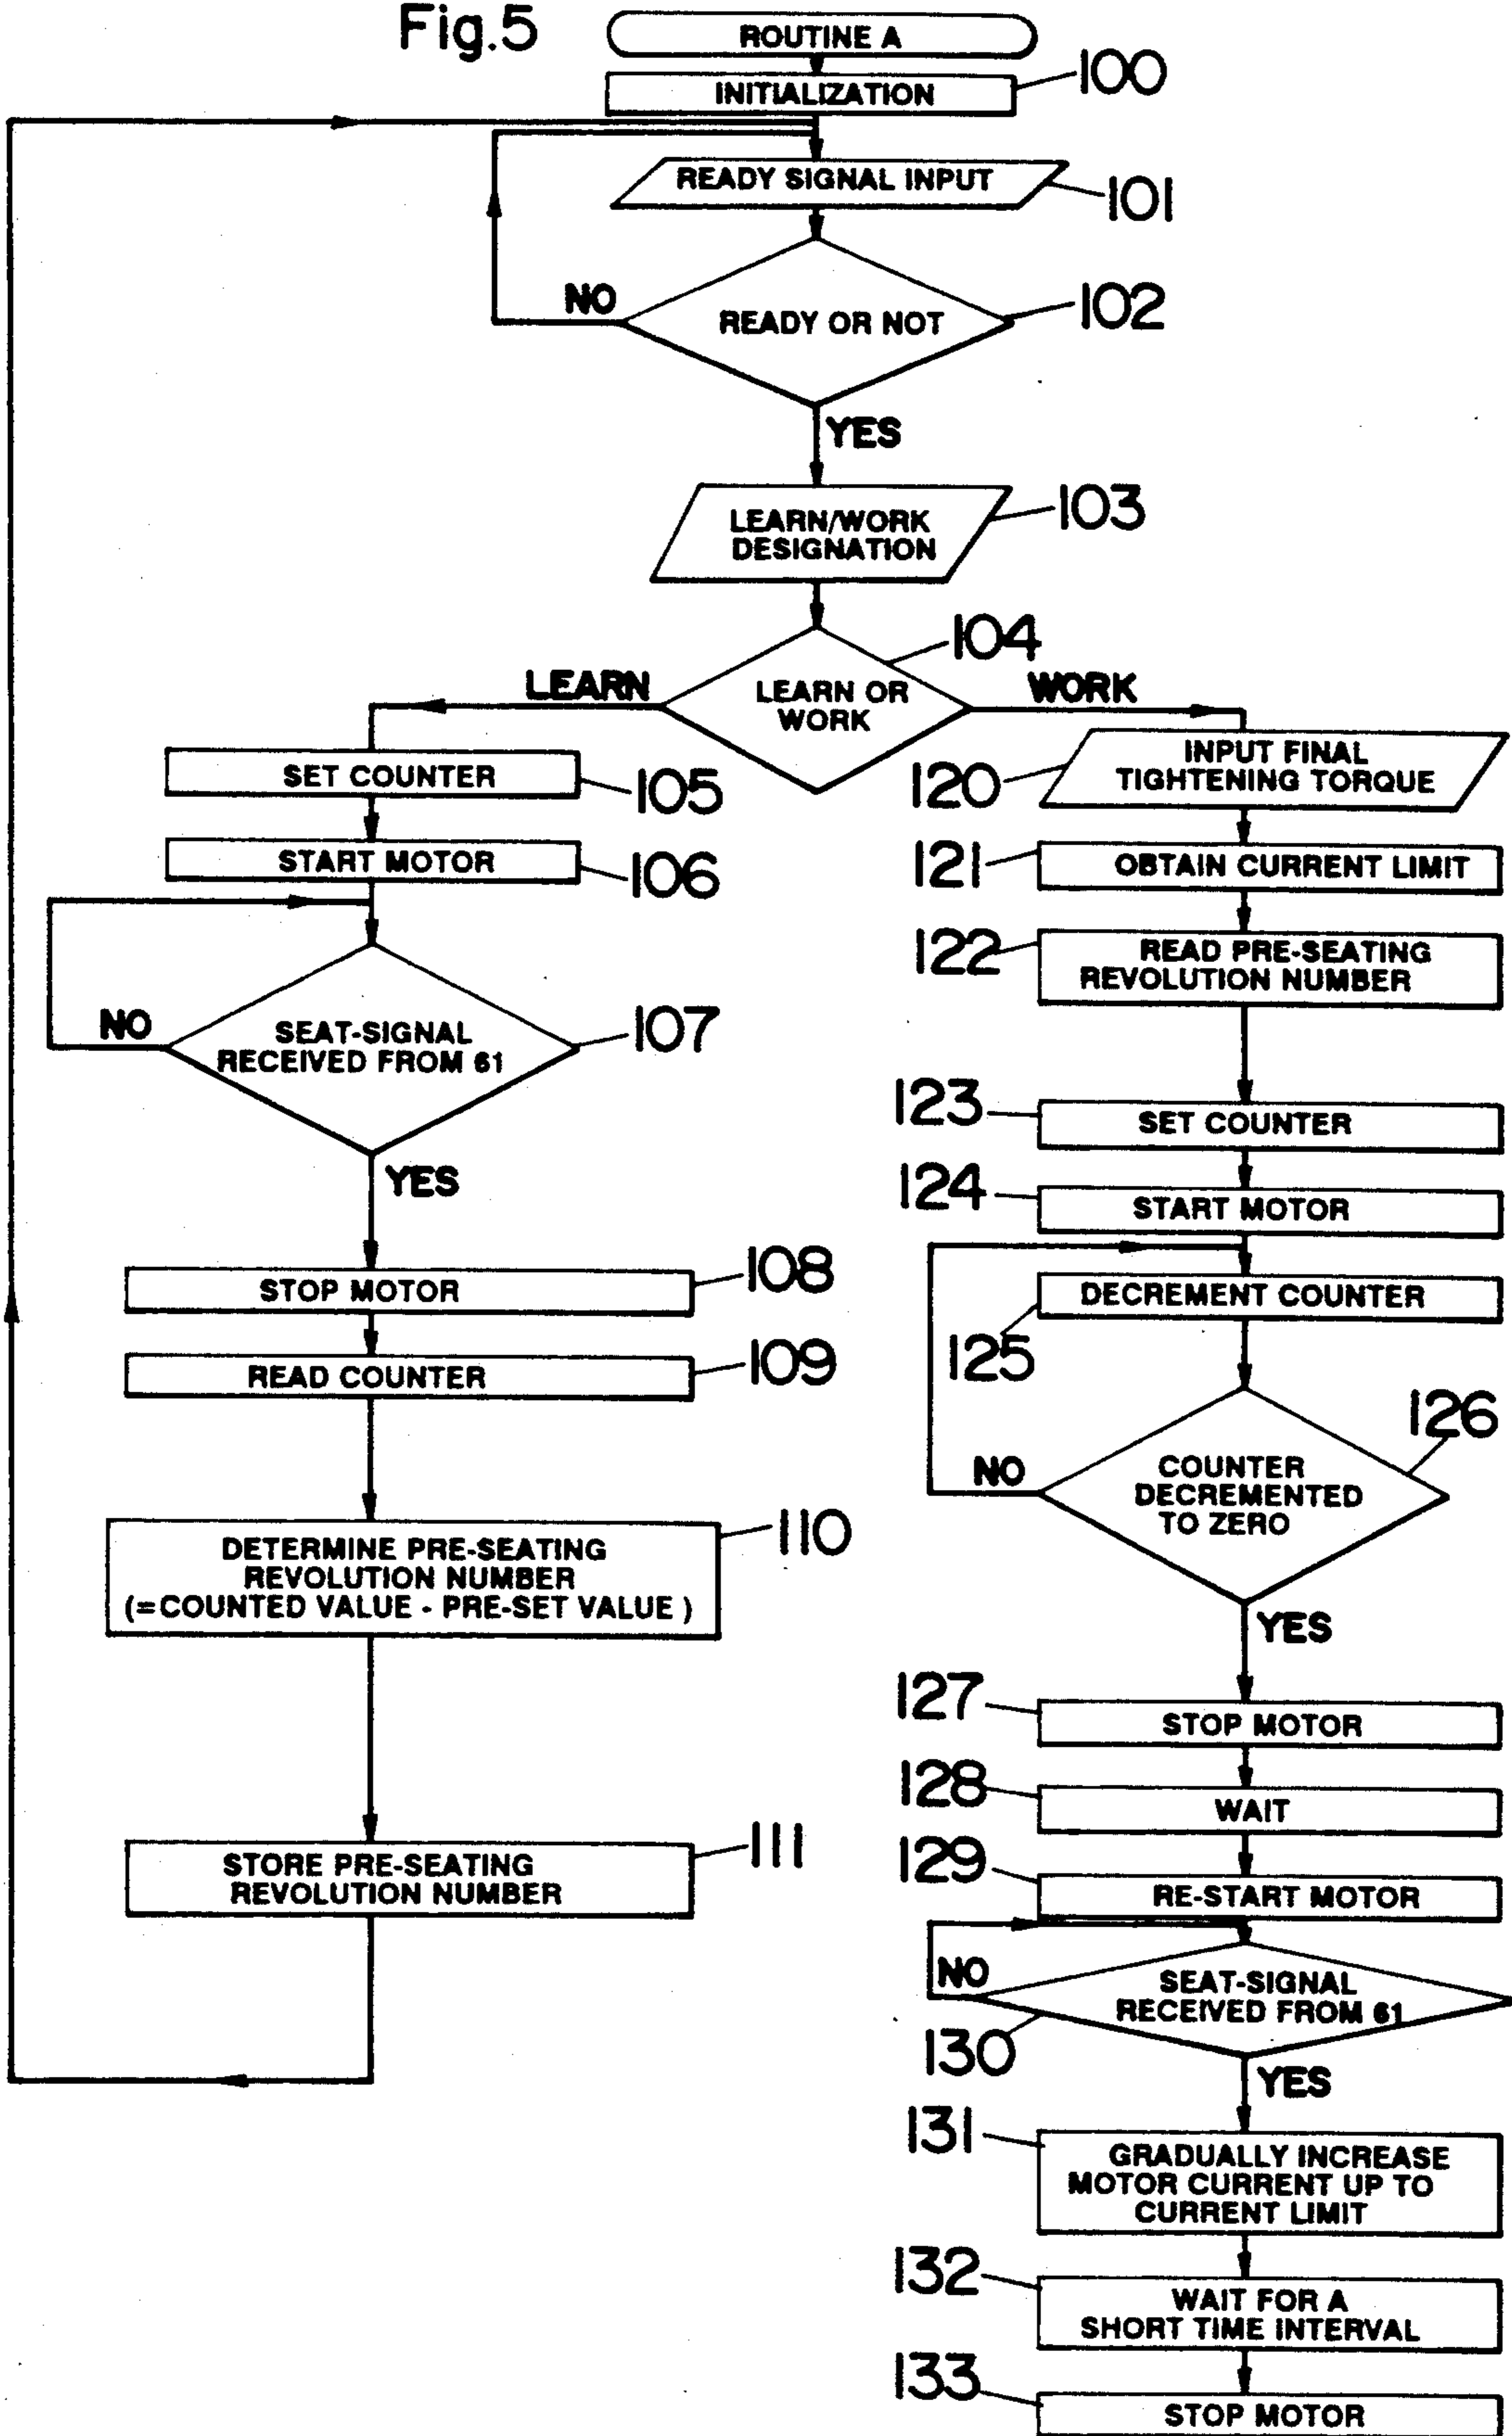 Fig.5
ROUTINE A
INITIALIZATION
100
READY SIGNAL INPUT
101
READY OR NOT
102
NO
YES
LEARN/WORK
DESIGNATION
103
LEARN OR
WORK
104
LEARN
WORK
SET COUNTER
105
START MOTOR
106
SEAT-SIGNAL
RECEIVED FROM 61
107
NO
YES
STOP MOTOR
108
READ COUNTER
109
DETERMINE PRE-SEATING
REVOLUTION NUMBER
(=COUNTED VALUE - PRE-SET VALUE )
110
STORE PRE-SEATING
REVOLUTION NUMBER
111
INPUT FINAL
TIGHTENING TORQUE
120
121
OBTAIN CURRENT LIMIT
122
READ PRE-SEATING
REVOLUTION NUMBER
123
SET COUNTER
124
START MOTOR
DECREMENT COUNTER
125
126
COUNTER
DECREMENTED
TO ZERO
NO
YES
127
STOP MOTOR
128
WAIT
129
RE-START MOTOR
NO
SEAT-SIGNAL
RECEIVED FROM 61
130
YES
131
GRADUALLY INCREASE
MOTOR CURRENT UP TO
CURRENT LIMIT
132
WAIT FOR A
SHORT TIME INTERVAL
133
STOP MOTOR